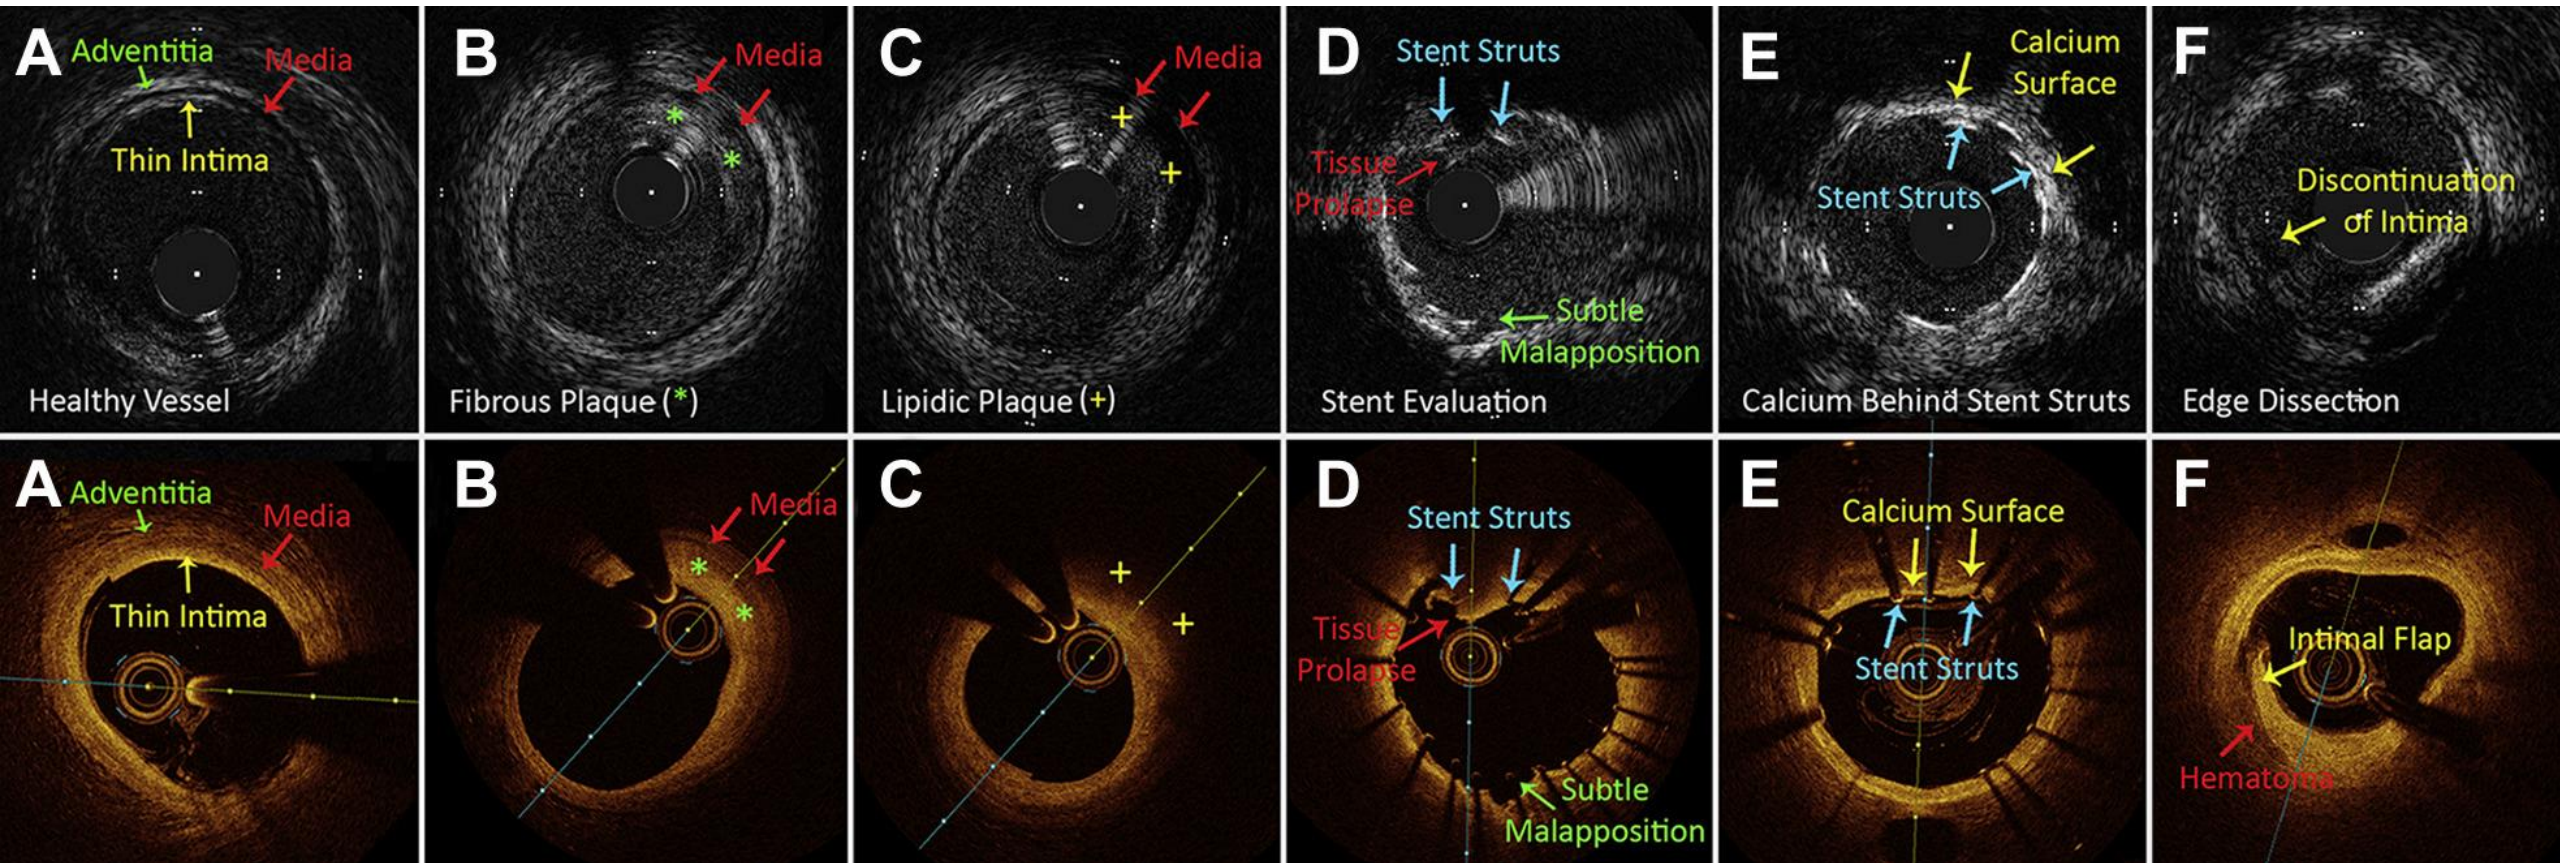 A
Adventitia
Media
Thin Intima
Healthy Vessel
B
Media
*
*
Fibrous Plaque (*)
C
Media
+
+
Lipidic Plaque (+)
D
Stent Struts
Tissue
Prolapse
Subtle
Malapposition
Stent Evaluation
E
Calcium
Surface
Stent Struts
Calcium Behind Stent Struts
F
Discontinuation
of Intima
Edge Dissection
A
Adventitia
Media
Thin Intima
B
Media
*
*
C
+
+
D
Stent Struts
Tissue
Prolapse
Subtle
Malapposition
E
Calcium Surface
Stent Struts
F
Intimal Flap
Hematoma